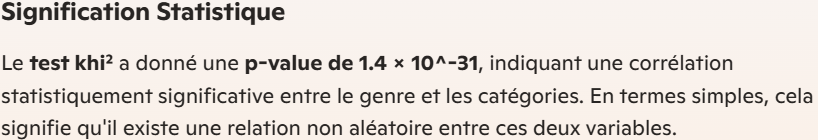 Signification Statistique
Le test khi² a donné une p-value de 1.4 × 10^-31, indiquant une corrélation
statistiquement significative entre le genre et les catégories. En termes simples, cela
signifie qu'il existe une relation non aléatoire entre ces deux variables.